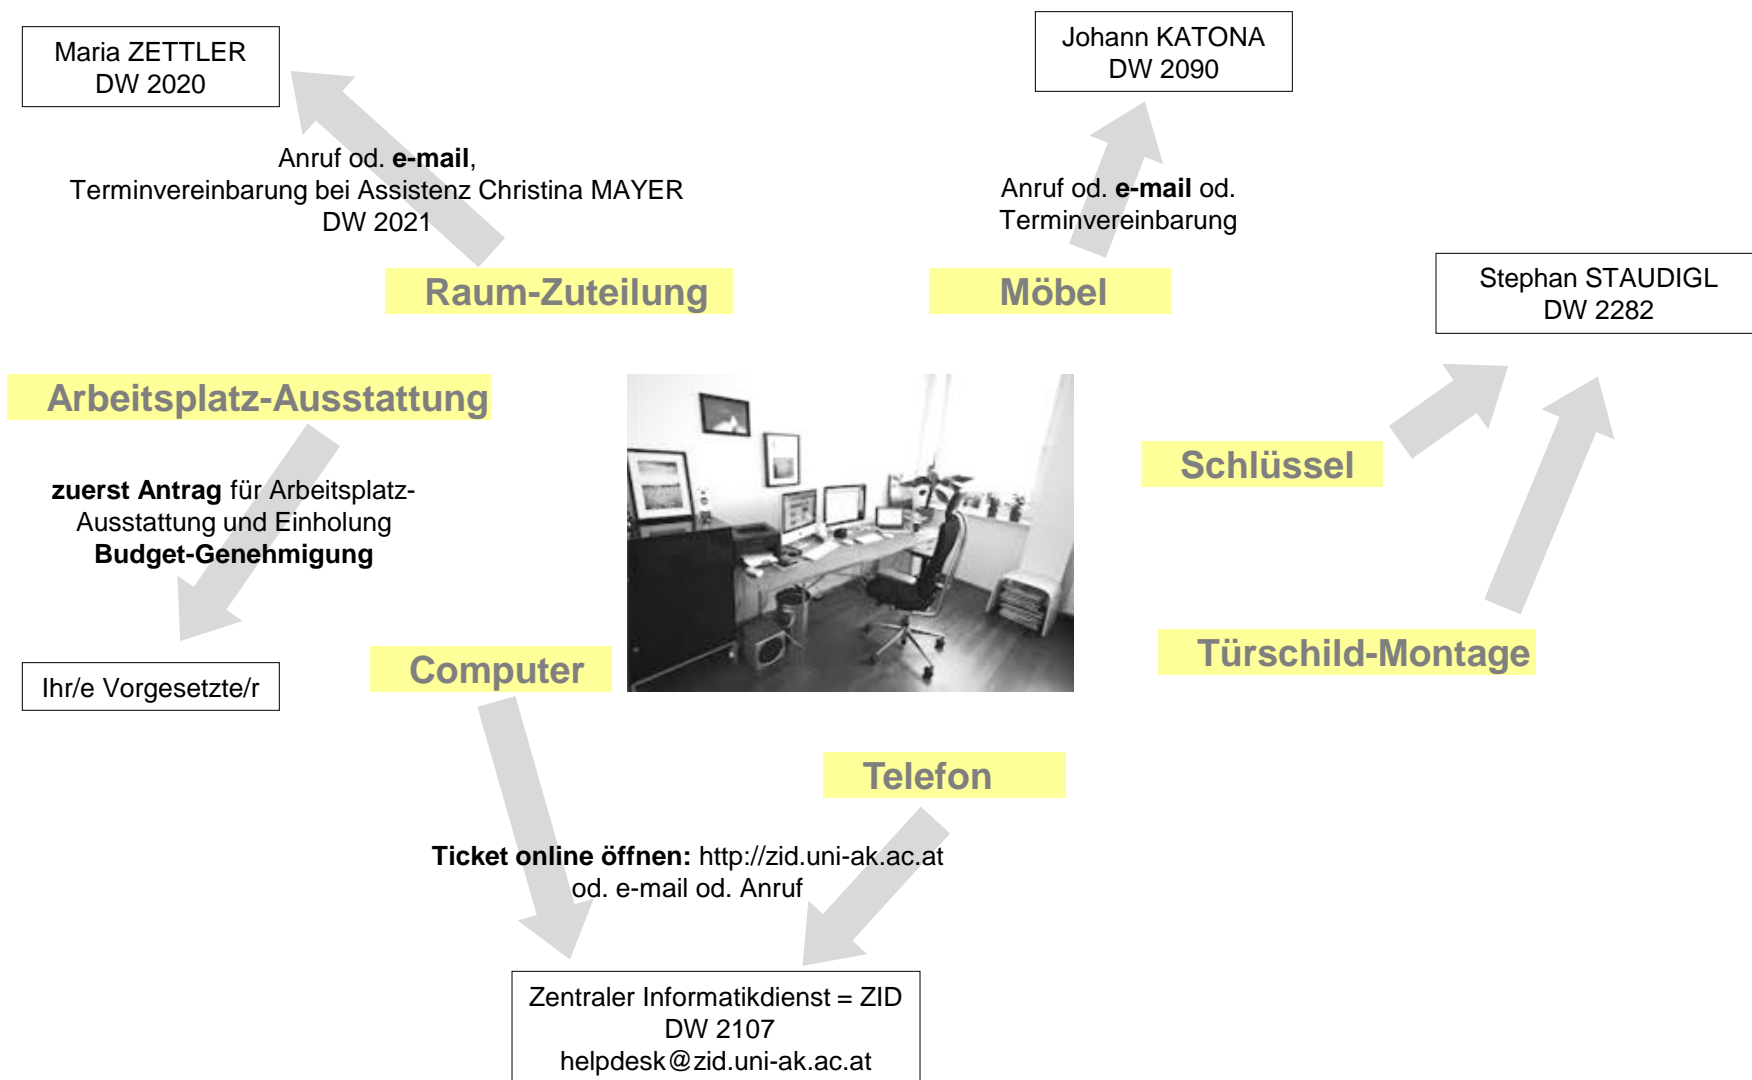 Maria ZETTLER
DW 2020
Johann KATONA
DW 2090
Anruf od. e-mail,
Terminvereinbarung bei Assistenz Christina MAYER
DW 2021
Anruf od. e-mail od.
Terminvereinbarung
Raum-Zuteilung
Möbel
Stephan STAUDIGL
DW 2282
Arbeitsplatz-Ausstattung
Schlüssel
zuerst Antrag für Arbeitsplatz-
Ausstattung und Einholung
Budget-Genehmigung
Türschild-Montage
Computer
Ihr/e Vorgesetzte/r
Telefon
Ticket online öffnen: http://zid.uni-ak.ac.at
od. e-mail od. Anruf
Zentraler Informatikdienst = ZID
DW 2107
helpdesk@zid.uni-ak.ac.at